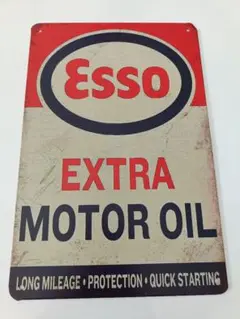 Esso
EXTRA
MOTOR OIL
LONG MILEAGE • PROTECTION • QUICK STARTING